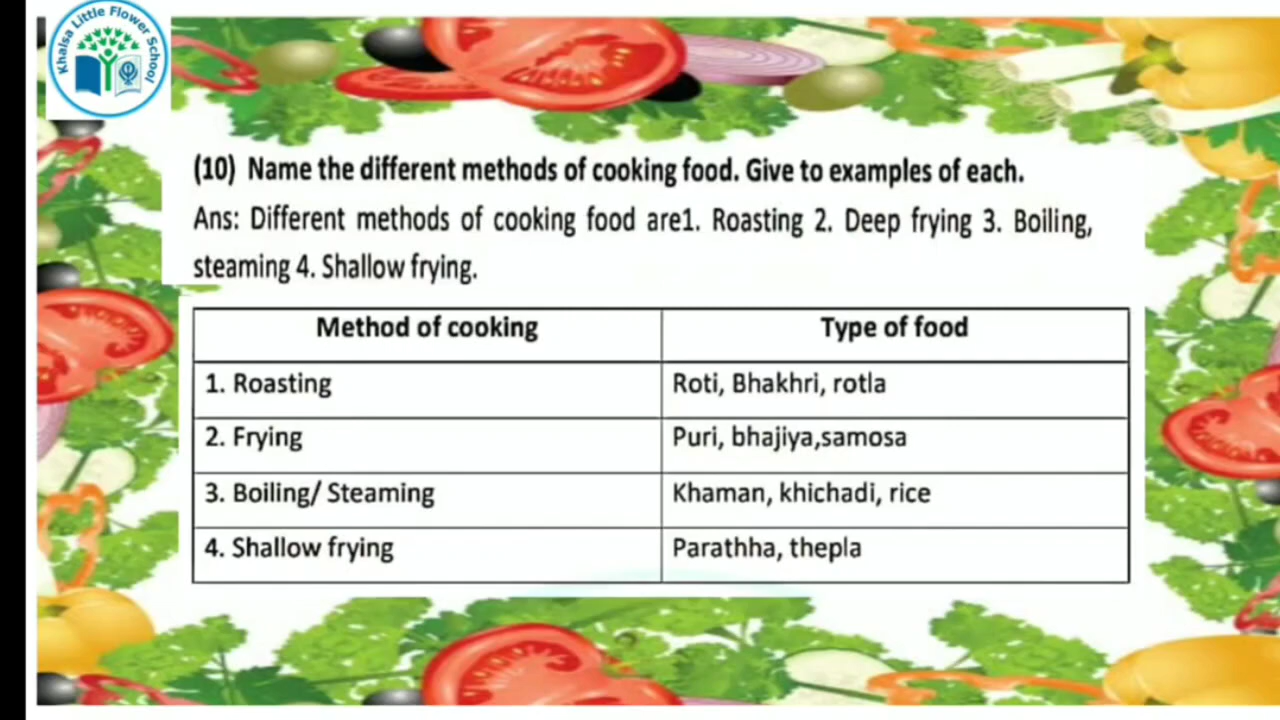 Khalsa Little Flower School
(10) Name the different methods of cooking food. Give to examples of each.
Ans: Different methods of cooking food are1. Roasting 2. Deep frying 3. Boiling,
steaming 4. Shallow frying.
Method of cooking Type of food
1. Roasting Roti, Bhakhri, rotla
2. Frying Puri, bhajiya,samosa
3. Boiling/ Steaming Khaman, khichadi, rice
4. Shallow frying Parathha, thepla